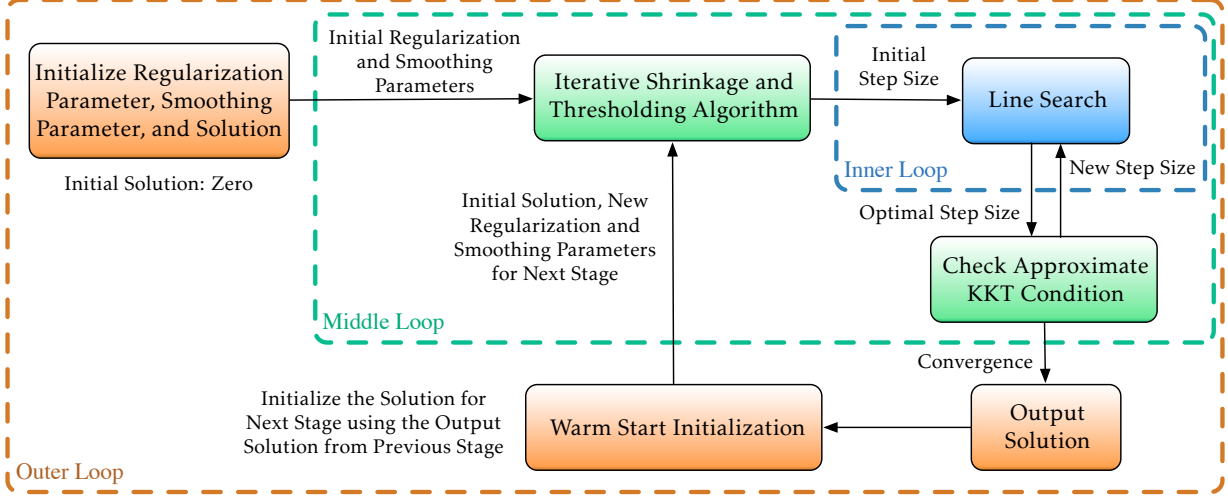 Initialize Regularization
Parameter, Smoothing
Parameter, and Solution
Initial Solution: Zero
Initial Regularization
and Smoothing
Parameters
Iterative Shrinkage and
Thresholding Algorithm
Initial
Step Size
Line Search
Inner Loop
New Step Size
Optimal Step Size
Check Approximate
KKT Condition
Initial Solution, New
Regularization and
Smoothing Parameters
for Next Stage
Middle Loop
Convergence
Output
Solution
Warm Start Initialization
Initialize the Solution for
Next Stage using the Output
Solution from Previous Stage
Outer Loop